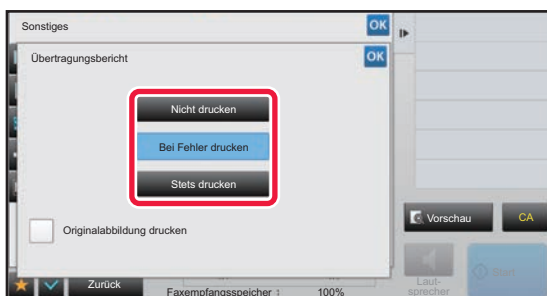 Sonstiges
OK
Übertragungsbericht
OK
Nicht drucken
Bei Fehler drucken
Stets drucken
Originalabbildung drucken
Vorschau
CA
Zurück
Faxempfangsspeicher : 100%
Laut-
sprecher
Start